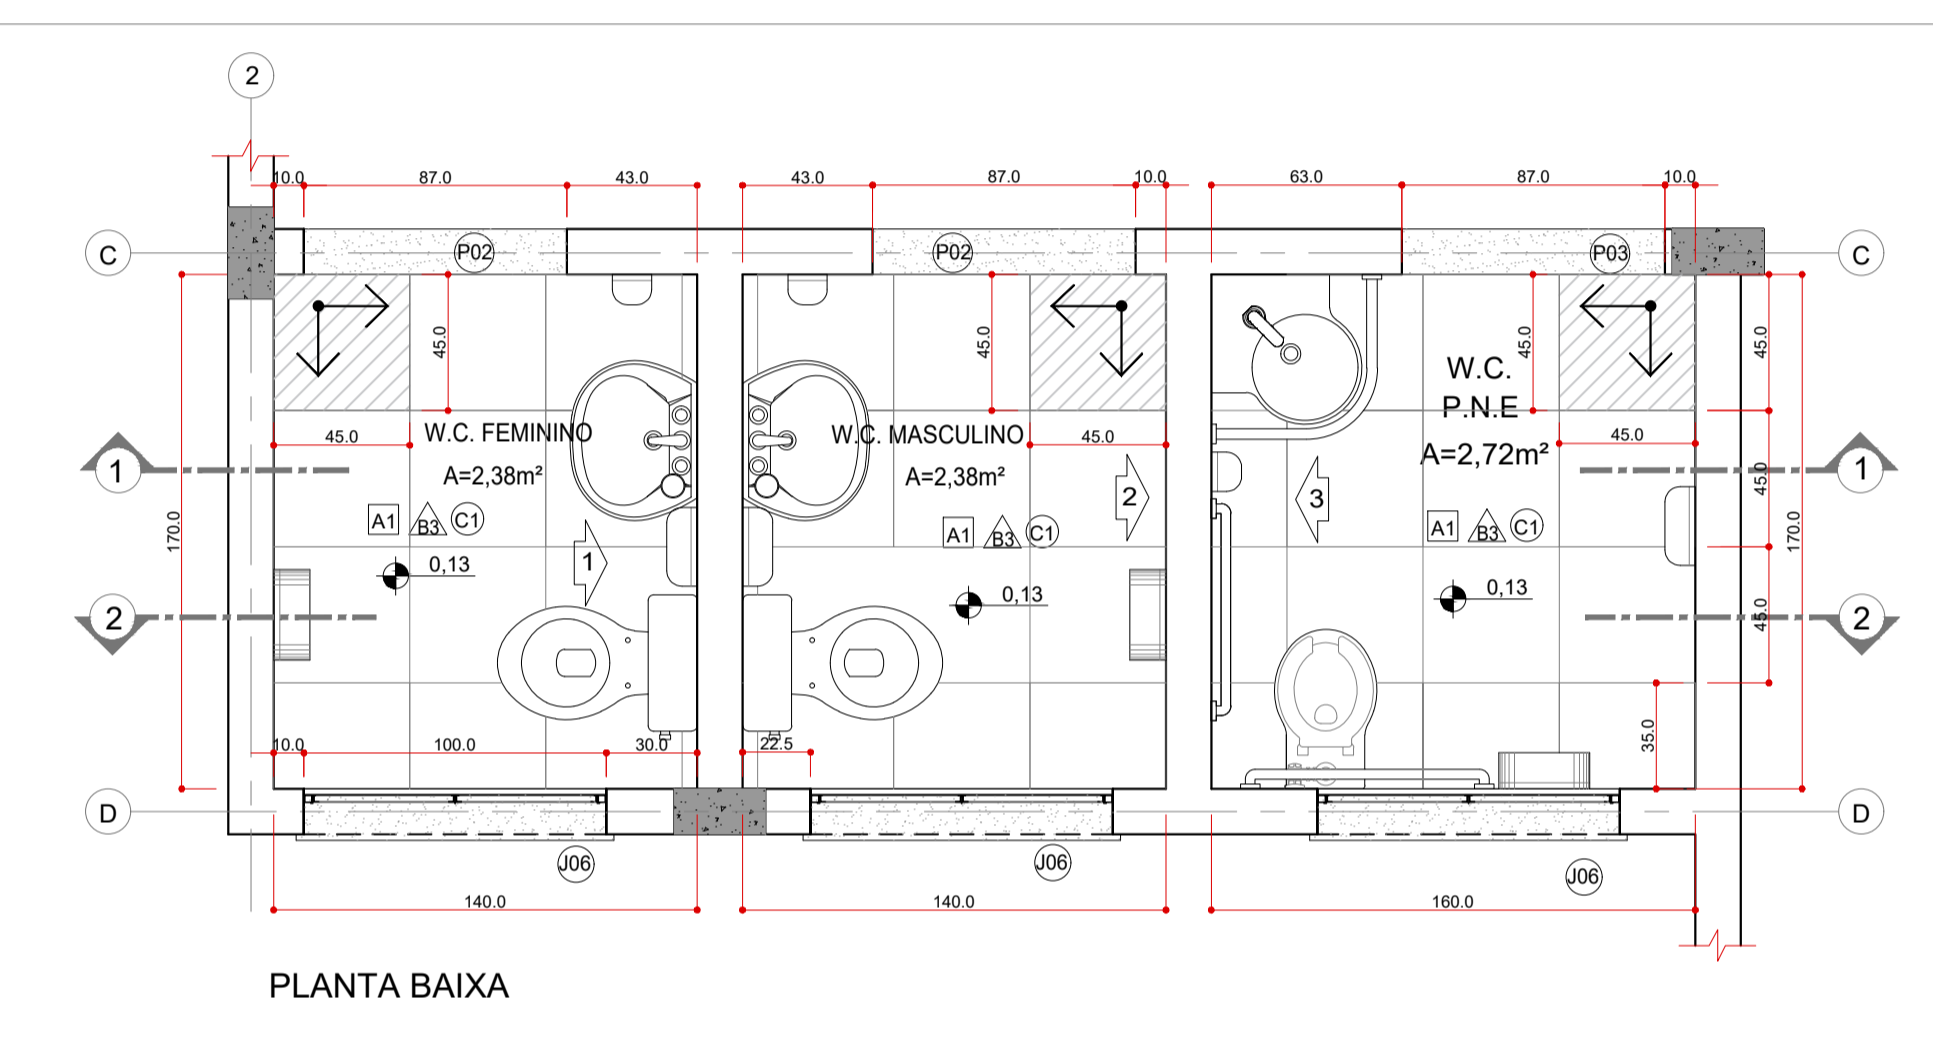 2
10.0 87.0 43.0 43.0 87.0 10.0 63.0 87.0 10.0
C P02 P02 P03 C
45.0 45.0 45.0 45.0
W.C.
P.N.E
A=2,72m²
W.C. FEMININO
A=2,38m²
W.C. MASCULINO
A=2,38m²
45.0 45.0 45.0
1 2 3 45.0 1
A1 B3 C1 A1 B3 C1 A1 B3 C1
170.0 1 170.0
0,13 0,13 0,13
2 45.0 2
10.0 100.0 30.0 22.5 35.0
D D
J06 J06 J06
140.0 140.0 160.0
PLANTA BAIXA